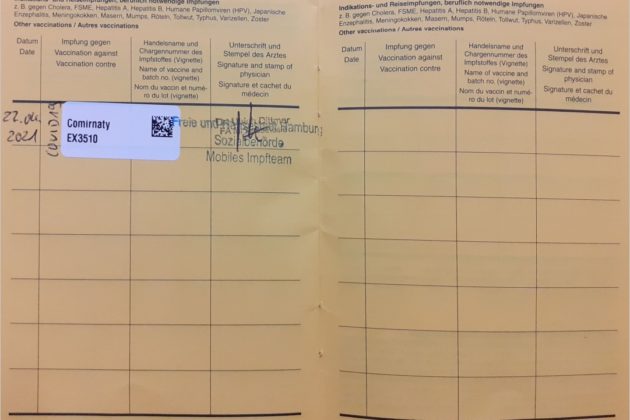 Indikations- und Reiseimpfungen, beruflich notwendige Impfungen
z. B. gegen Cholera, FSME, Hepatitis A, Hepatitis B, Humane Papillomviren (HPV), Japanische
Enzephalitis, Meningokokken, Masern, Mumps, Röteln, Tollwut, Typhus, Varizellen, Zoster
Other vaccinations / Autres vaccinations
Datum
Date
Impfung gegen
Vaccination against
Vaccination contre
Handelsname und
Chargennummer des
Impfstoffes (Vignette)
Name of vaccine and
batch no. (vignette)
Nom du vaccin et numé-
ro du lot (vignette)
Unterschrift und
Stempel des Arztes
Signature and stamp of
physician
Signature et cachet du
médecin
2021
COVID19
Comirnaty
EX3510
Freie und Hamburg
Sozialbehörde
Mobiles Impfteam
Indikations- und Reiseimpfungen, beruflich notwendige Impfungen
z. B. gegen Cholera, FSME, Hepatitis A, Hepatitis B, Humane Papillomviren (HPV), Japanische
Enzephalitis, Meningokokken, Masern, Mumps, Röteln, Tollwut, Typhus, Varizellen, Zoster
Other vaccinations / Autres vaccinations
Datum
Date
Impfung gegen
Vaccination against
Vaccination contre
Handelsname und
Chargennummer des
Impfstoffes (Vignette)
Name of vaccine and
batch no. (vignette)
Nom du vaccin et numé-
ro du lot (vignette)
Unterschrift und
Stempel des Arztes
Signature and stamp of
physician
Signature et cachet du
médecin